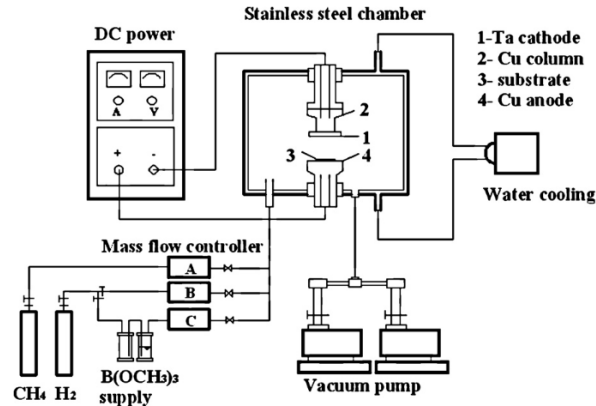 Stainless steel chamber
DC power
1-Ta cathode
2- Cu column
3- substrate
4- Cu anode
A V
+ -
2
1
3 4
Water cooling
Mass flow controller
A
B
C
CH4 H2
B(OCH3)3
supply
Vacuum pump